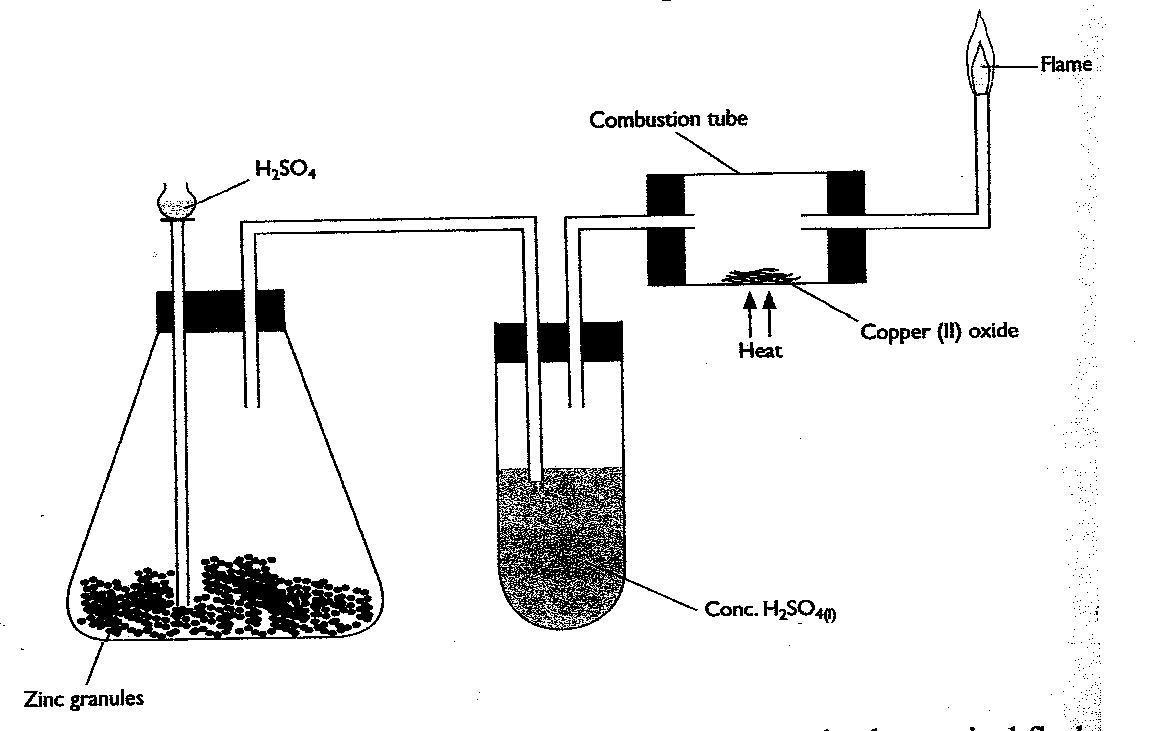 Flame
Combustion tube
H₂SO₄
Copper (II) oxide
Heat
Conc. H₂SO₄₍ₗ₎
Zinc granules